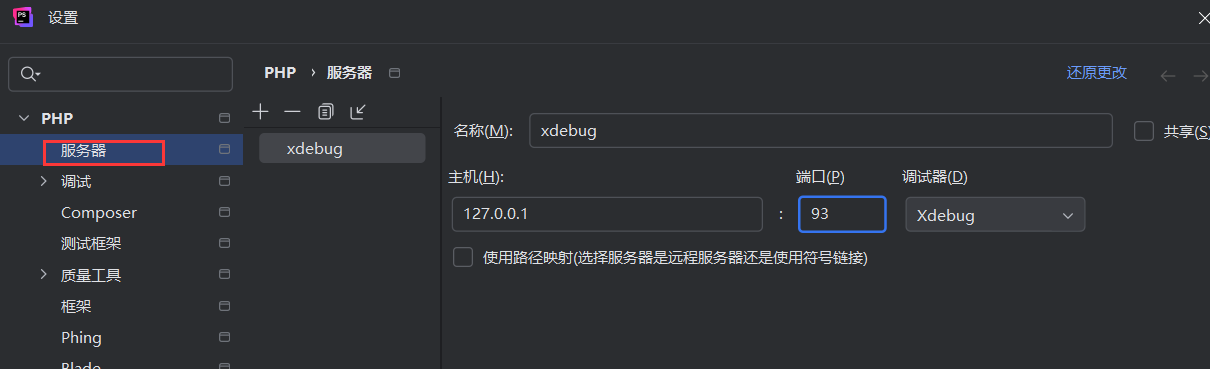 PS 设置
PHP › 服务器 还原更改
PHP
服务器
调试
Composer
测试框架
质量工具
框架
Phing
Blade
xdebug
名称(M): xdebug 共享(S)
主机(H): 端口(P) 调试器(D)
127.0.0.1 : 93 Xdebug
使用路径映射(选择服务器是远程服务器还是使用符号链接)